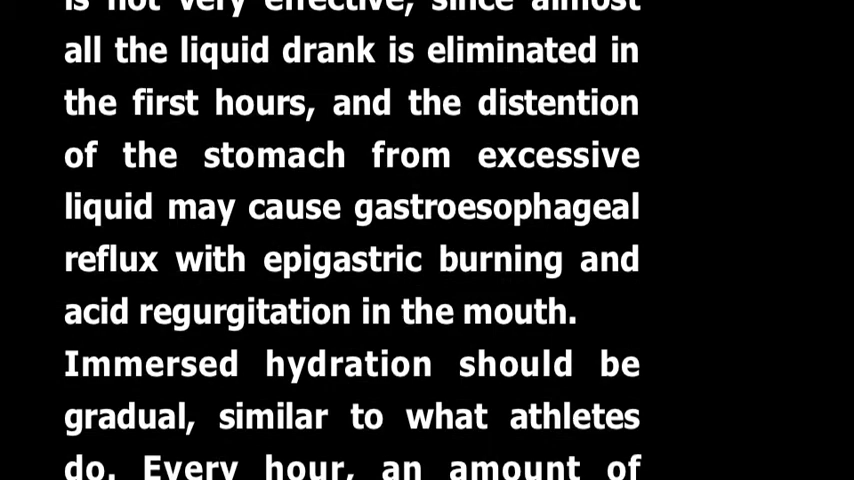 is not very effective, since almost
all the liquid drank is eliminated in
the first hours, and the distention
of the stomach from excessive
liquid may cause gastroesophageal
reflux with epigastric burning and
acid regurgitation in the mouth.
Immersed hydration should be
gradual, similar to what athletes
do. Every hour, an amount of